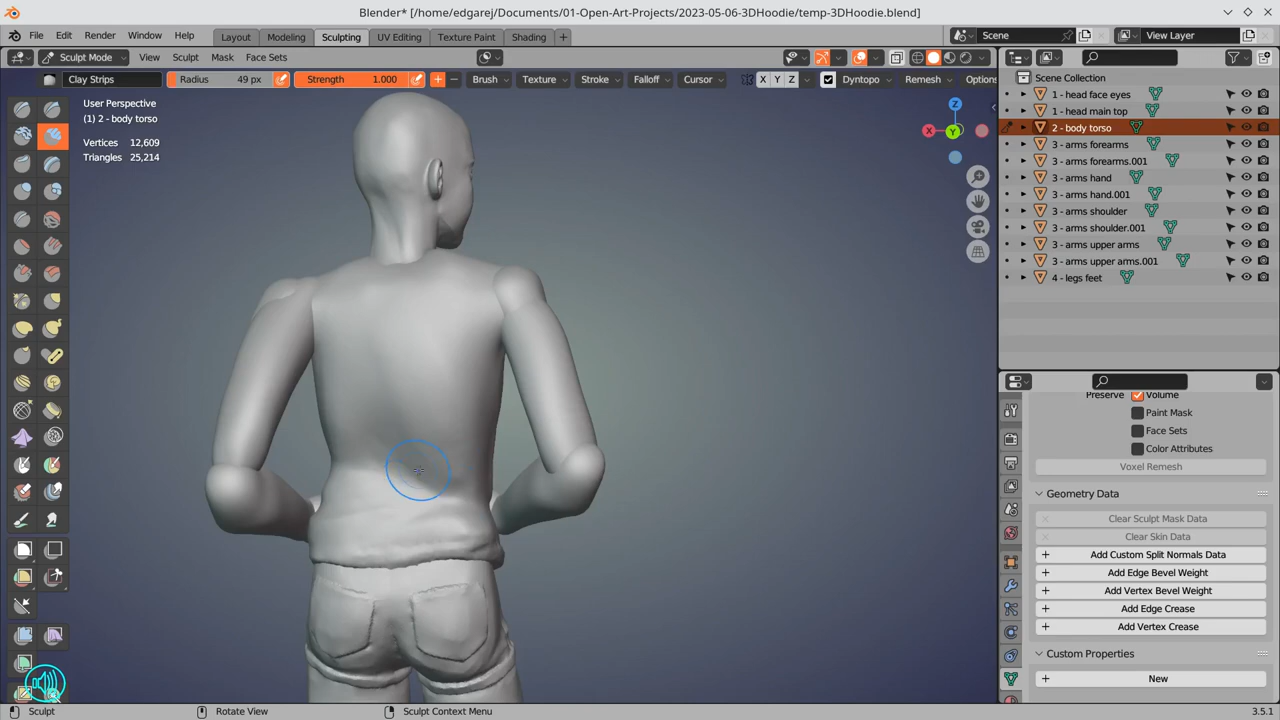 Blender* [/home/edgarej/Documents/01-Open-Art-Projects/2023-05-06-3DHoodie/temp-3DHoodie.blend]
File Edit Render Window Help Layout Modeling Sculpting UV Editing Texture Paint Shading + Scene View Layer
Sculpt Mode View Sculpt Mask Face Sets
Clay Strips Radius 49 px Strength 1.000 + − Brush Texture Stroke Falloff Cursor X Y Z Dyntopo Remesh Options
User Perspective
(1) 2 - body torso
Vertices 12,609
Triangles 25,214
Z
X Y
Scene Collection
1 - head face eyes
1 - head main top
2 - body torso
3 - arms forearms
3 - arms forearms.001
3 - arms hand
3 - arms hand.001
3 - arms shoulder
3 - arms shoulder.001
3 - arms upper arms
3 - arms upper arms.001
4 - legs feet
Preserve Volume
Paint Mask
Face Sets
Color Attributes
Voxel Remesh
Geometry Data
Clear Sculpt Mask Data
Clear Skin Data
+ Add Custom Split Normals Data
+ Add Edge Bevel Weight
+ Add Vertex Bevel Weight
+ Add Edge Crease
+ Add Vertex Crease
Custom Properties
+ New
Sculpt Rotate View Sculpt Context Menu 3.5.1